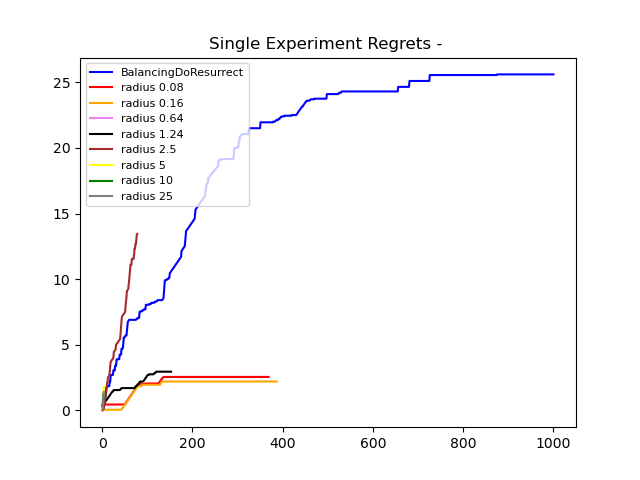 Single Experiment Regrets -
BalancingDoResurrect
radius 0.08
radius 0.16
radius 0.64
radius 1.24
radius 2.5
radius 5
radius 10
radius 25
25
20
15
10
5
0
0 200 400 600 800 1000